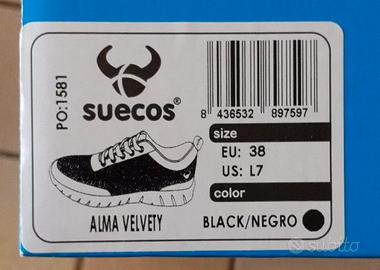 PO:1581
suecos®
8 436532 897597
size
EU: 38
US: L7
color
ALMA VELVETY
BLACK/NEGRO
subito